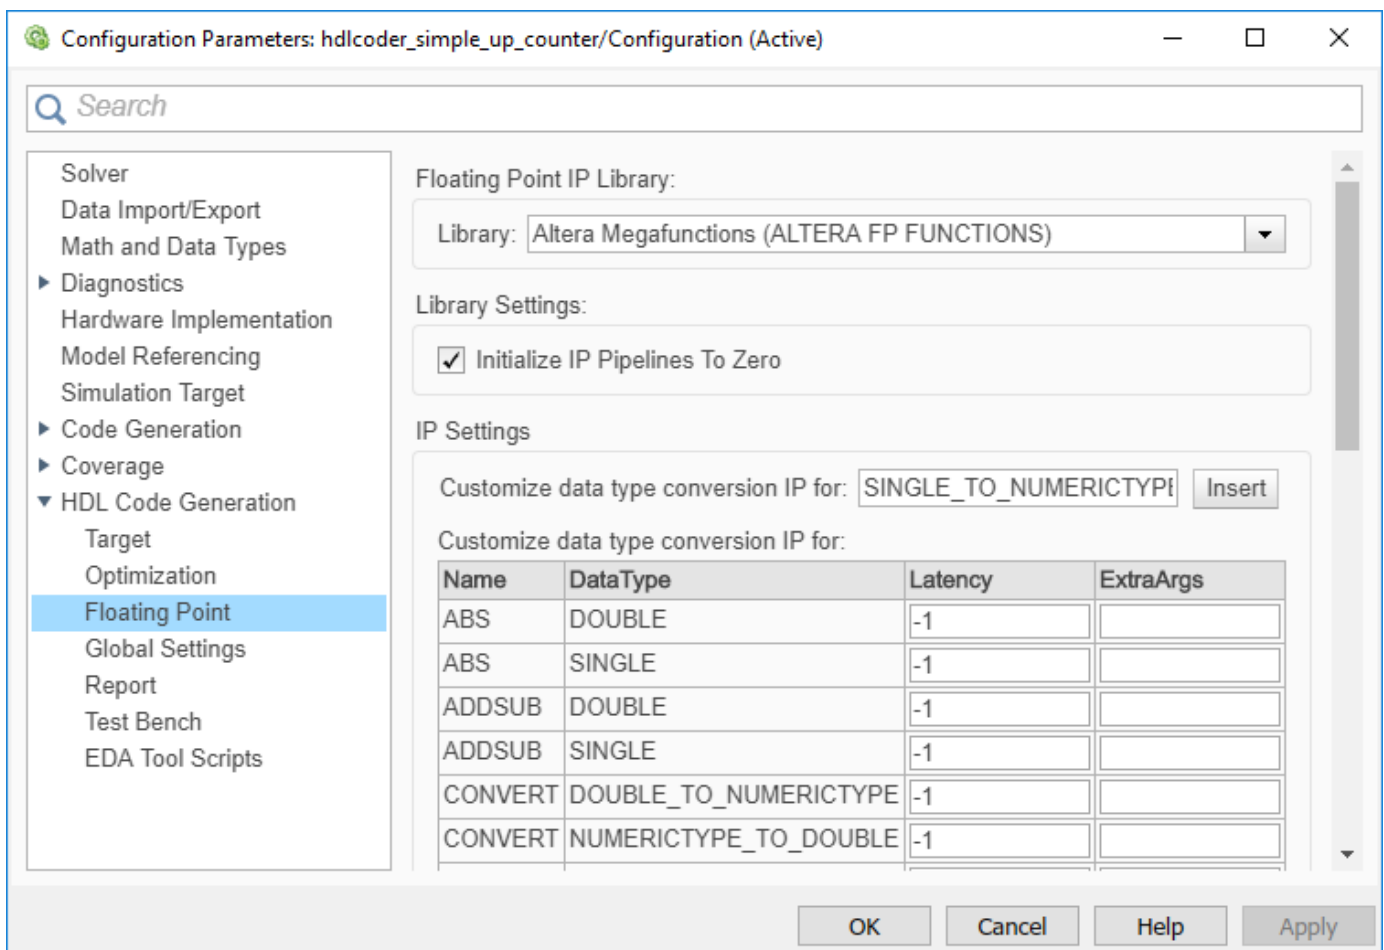 Configuration Parameters: hdlcoder_simple_up_counter/Configuration (Active)
Search
Solver
Data Import/Export
Math and Data Types
Diagnostics
Hardware Implementation
Model Referencing
Simulation Target
Code Generation
Coverage
HDL Code Generation
Target
Optimization
Floating Point
Global Settings
Report
Test Bench
EDA Tool Scripts
Floating Point IP Library:
Library: Altera Megafunctions (ALTERA FP FUNCTIONS)
Library Settings:
Initialize IP Pipelines To Zero
IP Settings
Customize data type conversion IP for: SINGLE_TO_NUMERICTYPE Insert
Customize data type conversion IP for:
Name DataType Latency ExtraArgs
ABS DOUBLE -1
ABS SINGLE -1
ADDSUB DOUBLE -1
ADDSUB SINGLE -1
CONVERT DOUBLE_TO_NUMERICTYPE -1
CONVERT NUMERICTYPE_TO_DOUBLE -1
OK Cancel Help Apply